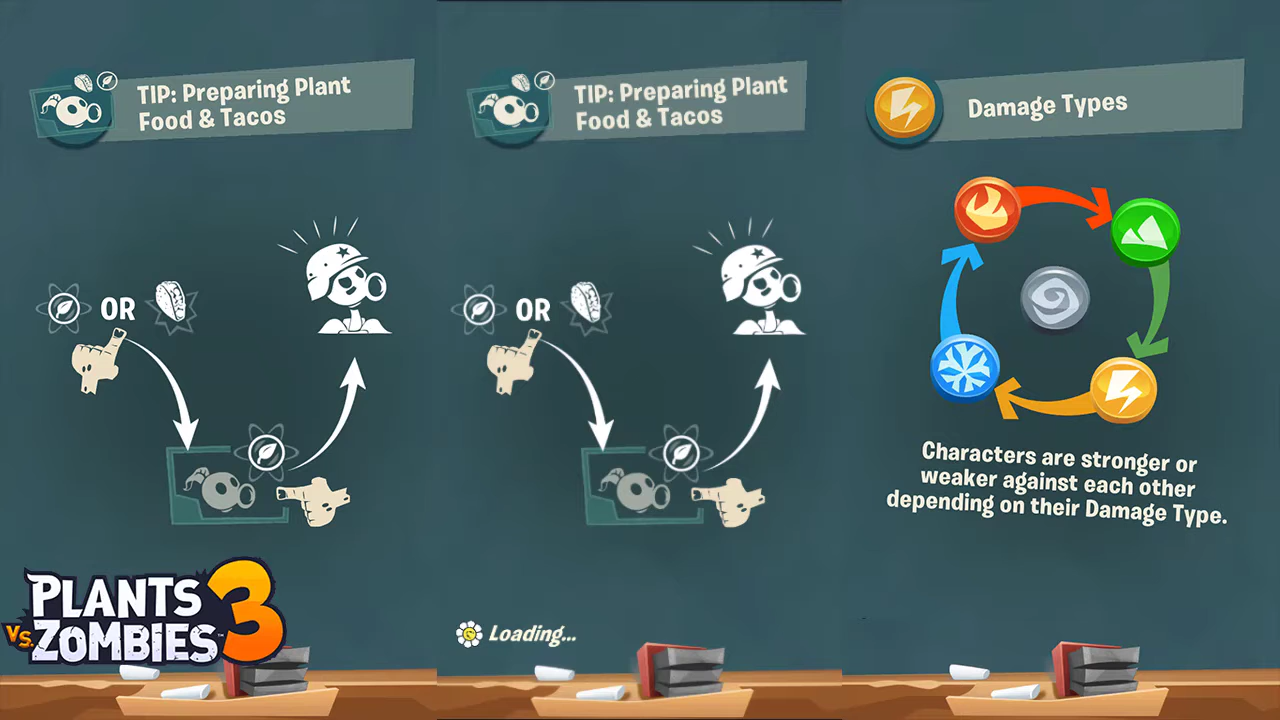 TIP: Preparing Plant
Food & Tacos
OR
PLANTS
VS. ZOMBIES™ 3
TIP: Preparing Plant
Food & Tacos
OR
Loading...
Damage Types
Characters are stronger or
weaker against each other
depending on their Damage Type.